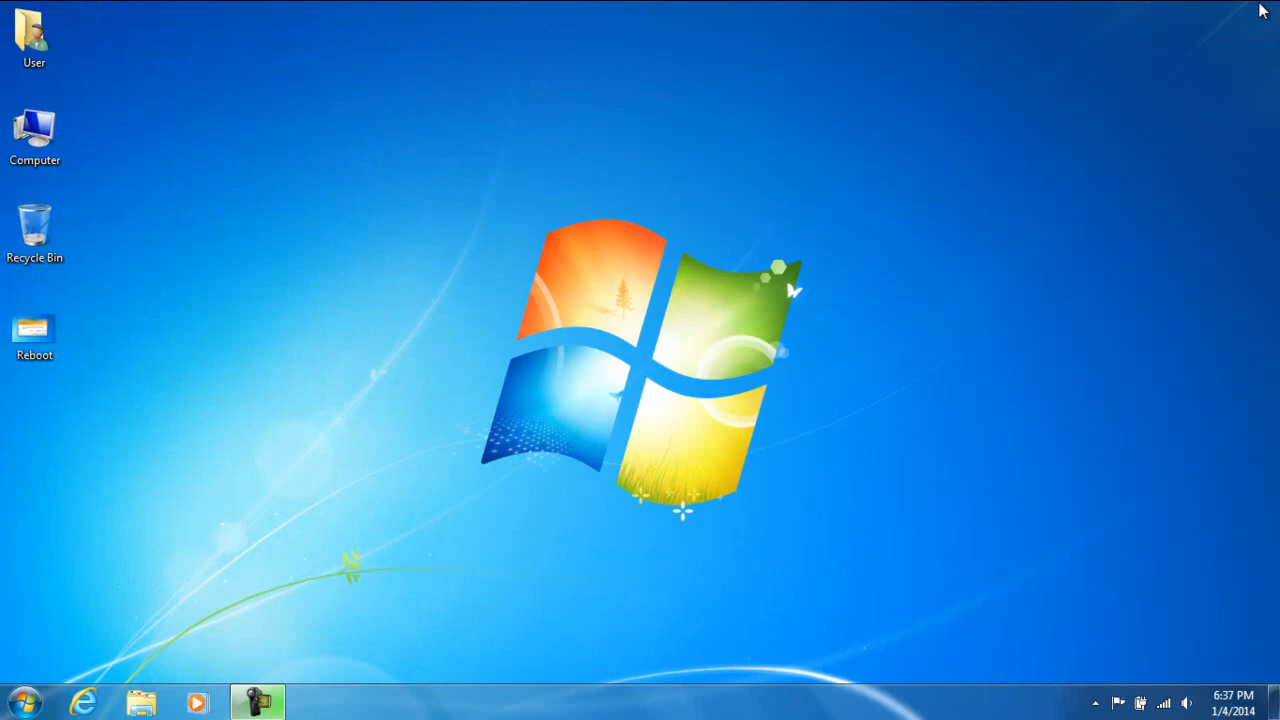 User
Computer
Recycle Bin
Reboot
6:37 PM
1/4/2014